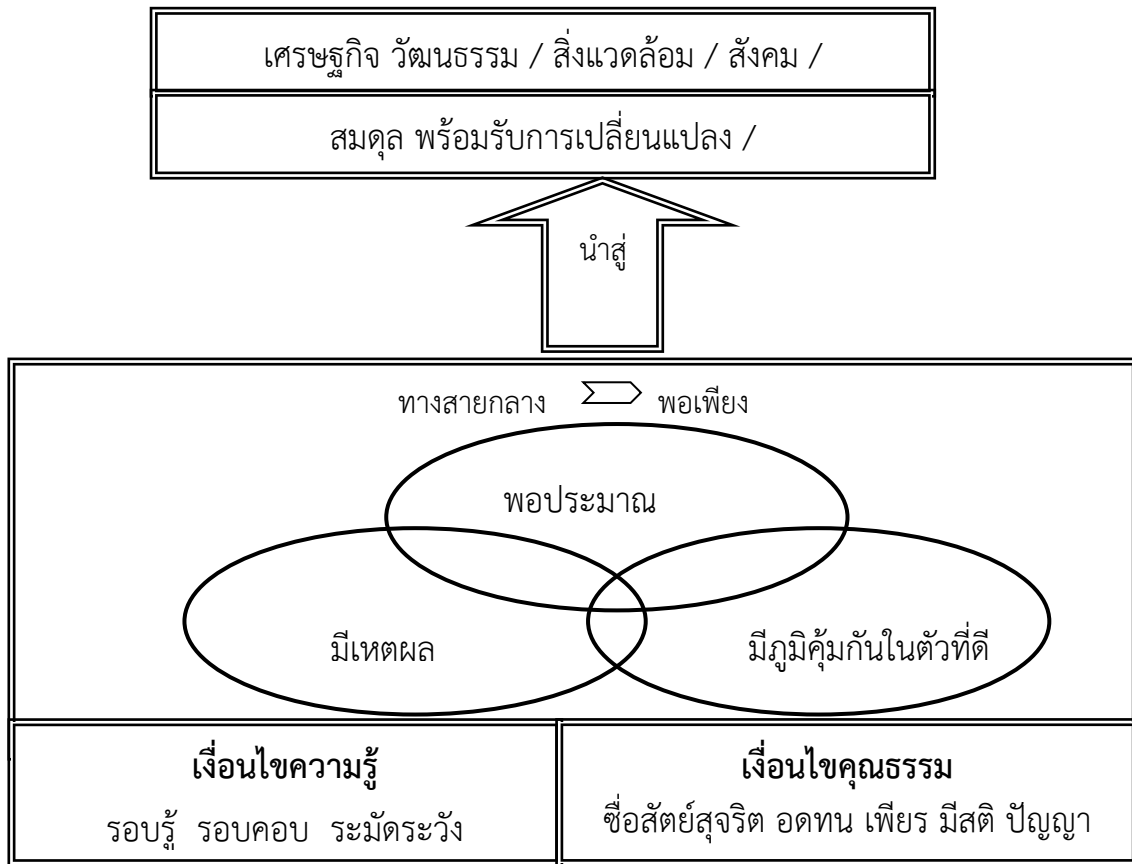 เศรษฐกิจ วัฒนธรรม / สิ่งแวดล้อม / สังคม /
สมดุล พร้อมรับการเปลี่ยนแปลง /
นำสู่
ทางสายกลาง พอเพียง
พอประมาณ
มีเหตผล มีภูมิคุ้มกันในตัวที่ดี
เงื่อนไขความรู้ เงื่อนไขคุณธรรม
รอบรู้ รอบคอบ ระมัดระวัง ซื่อสัตย์สุจริต อดทน เพียร มีสติ ปัญญา